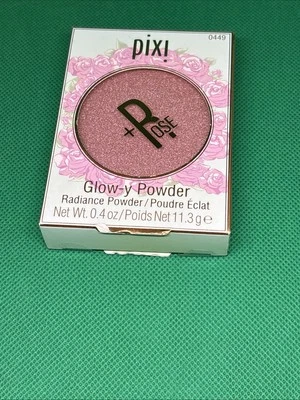 0449
pixi
+ROSE
Glow-y Powder
Radiance Powder/Poudre Éclat
Net Wt. 0.4 oz/Poids Net 11.3 g e